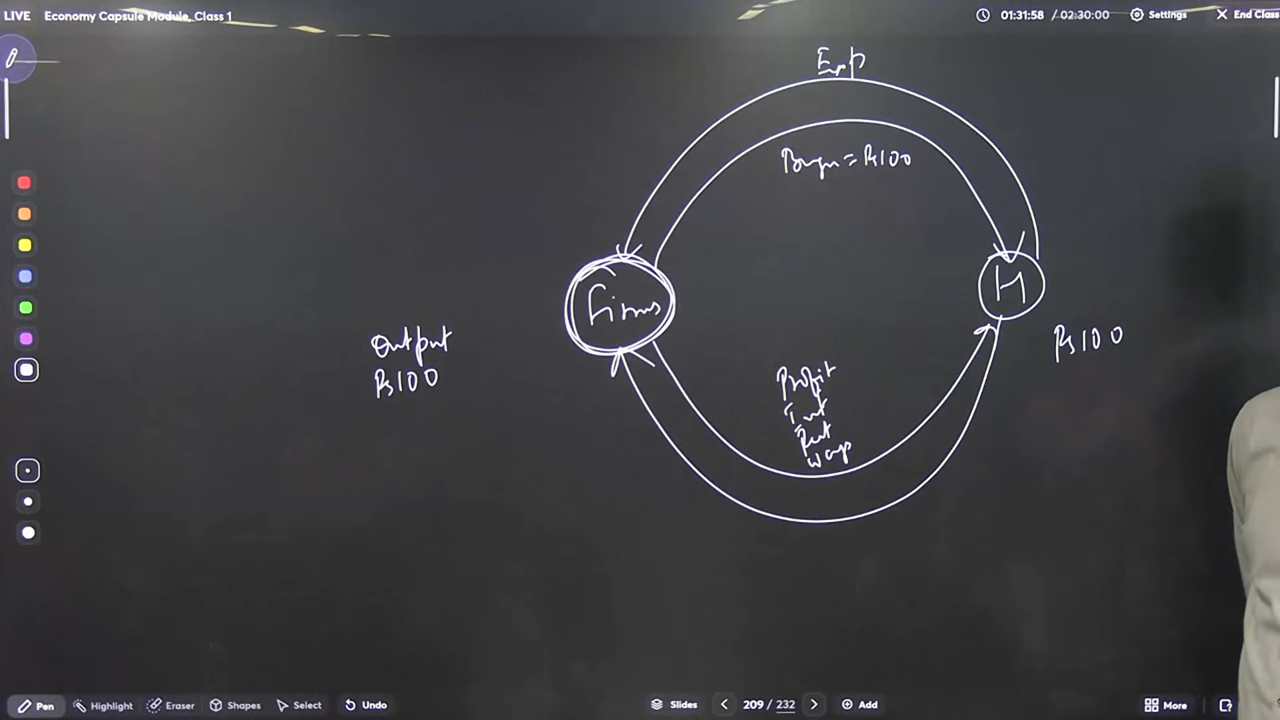 LIVE Economy Capsule Module, Class 1
01:31:58 / 02:30:00 Settings End Class
Exp
= Rs100
Firms
H
Output
Rs100
Rs100
Profit
Int
Rent
Wage
Pen Highlight Eraser Shapes Select Undo Slides 209 / 232 Add More